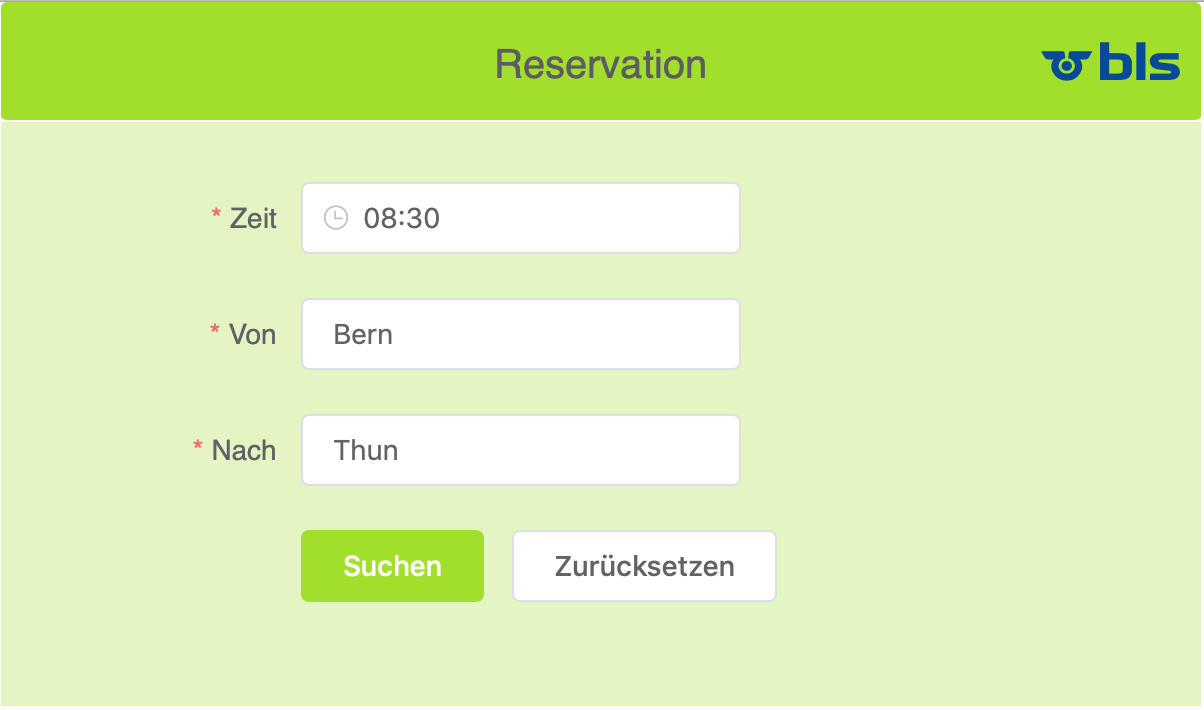 Reservation
bls
* Zeit
08:30
* Von
Bern
* Nach
Thun
Suchen
Zurücksetzen